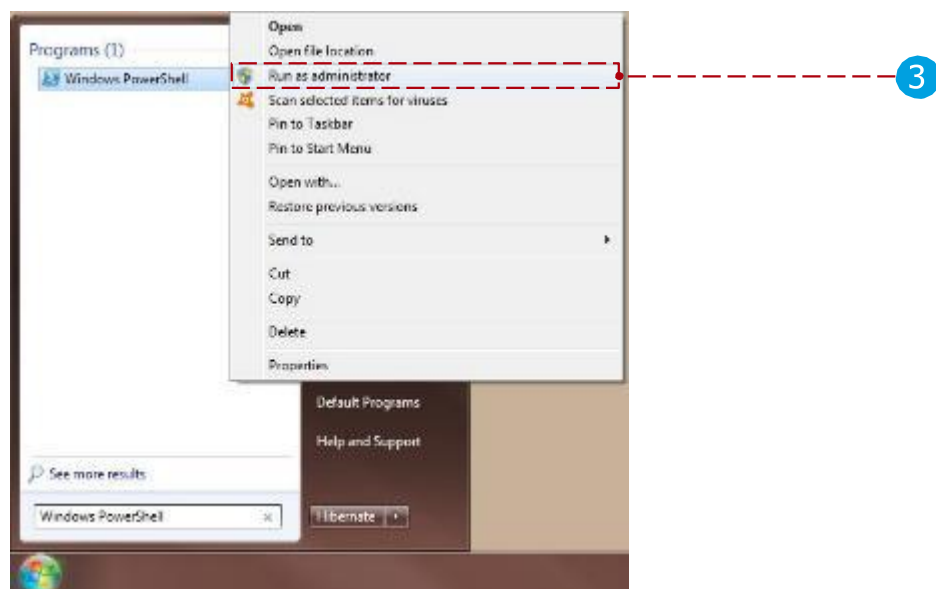 Programs (1)
Windows PowerShell
Open
Open file location
Run as administrator
Scan selected items for viruses
Pin to Taskbar
Pin to Start Menu
Open with...
Restore previous versions
Send to
Cut
Copy
Delete
Properties
3
Default Programs
Help and Support
See more results
Windows PowerShell
Hibernate